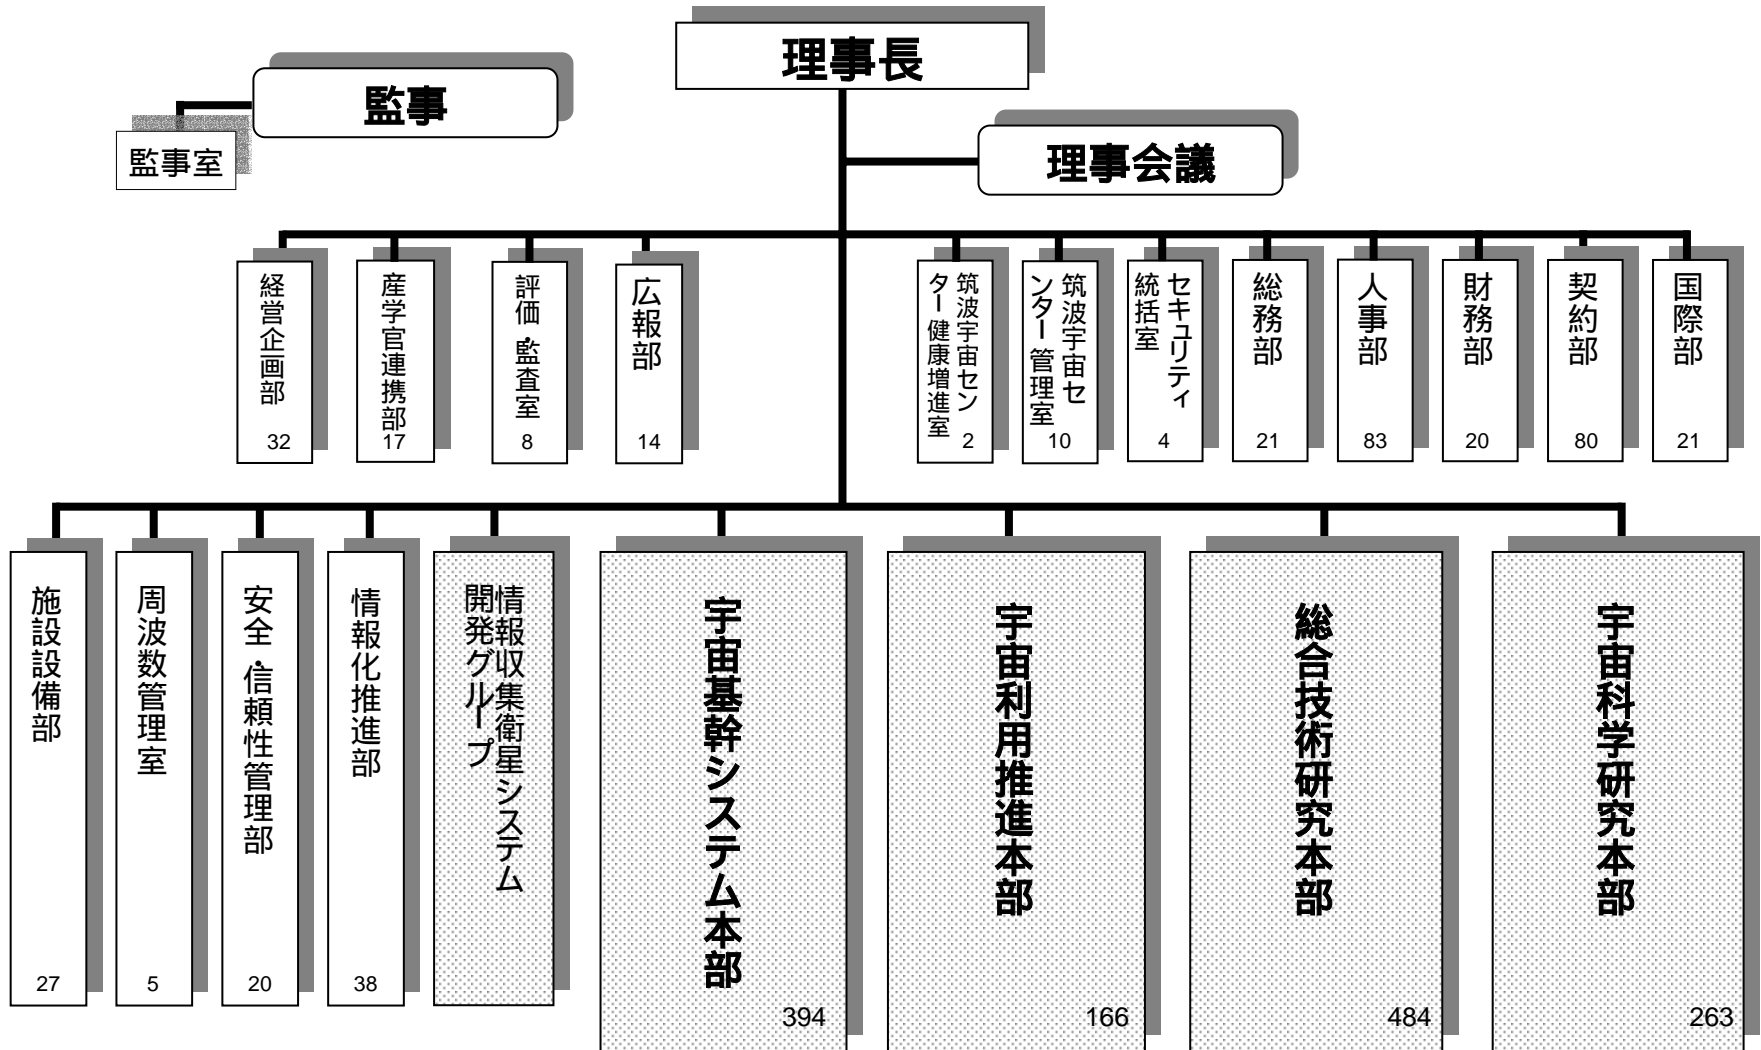 理事長
監事
監事室
理事会議
経営企画部
32
産学官連携部
17
評価・監査室
8
広報部
14
筑波宇宙セン
ター 健康増進室
2
筑波宇宙セ
ンター 管理室
10
セキュリティ
統括室
4
総務部
21
人事部
83
財務部
20
契約部
80
国際部
21
施設設備部
27
周波数管理室
5
安全・信頼性管理部
20
情報化推進部
38
情報収集衛星システム
開発グループ
宇宙基幹システム本部
394
宇宙利用推進本部
166
総合技術研究本部
484
宇宙科学研究本部
263